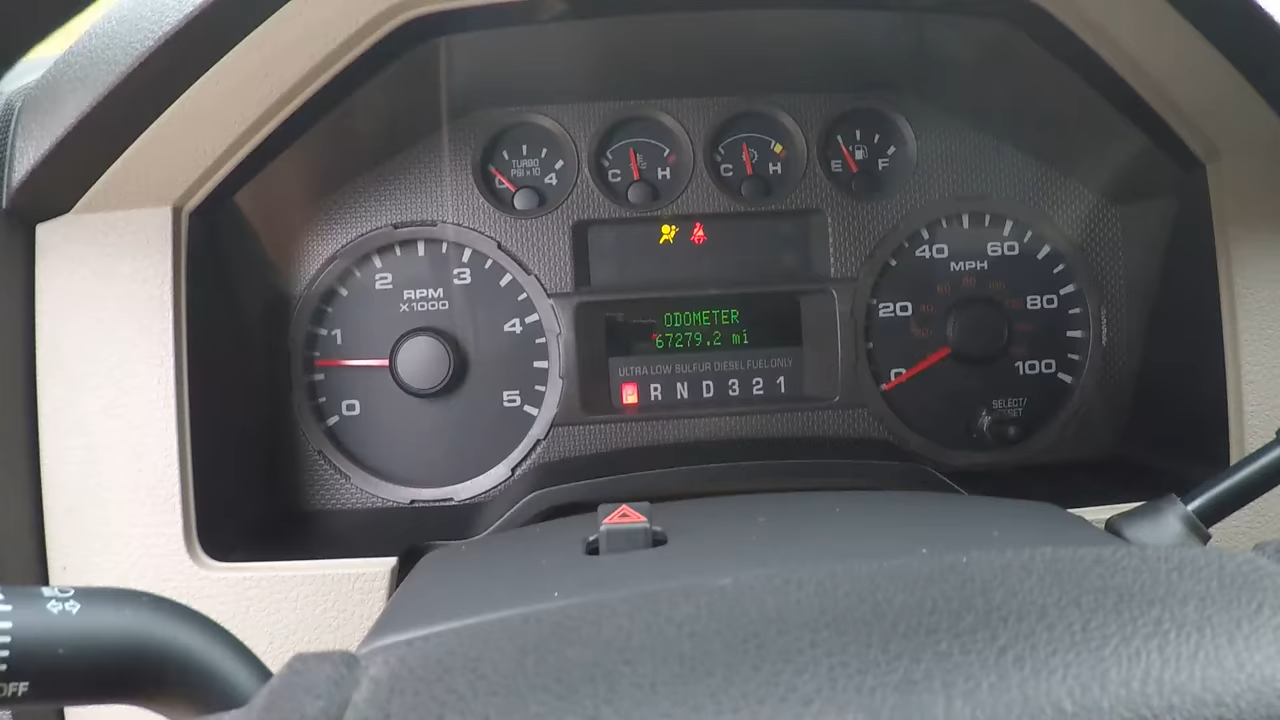 TURBO
PSI x 10
0 4
C H
C H
E F
0 1 2 3 4 5
RPM
X1000
ODOMETER
67279.2 mi
ULTRA LOW SULFUR DIESEL FUEL ONLY
P R N D 3 2 1
0 20 40 60 80 100
MPH
SELECT/
RESET
OFF